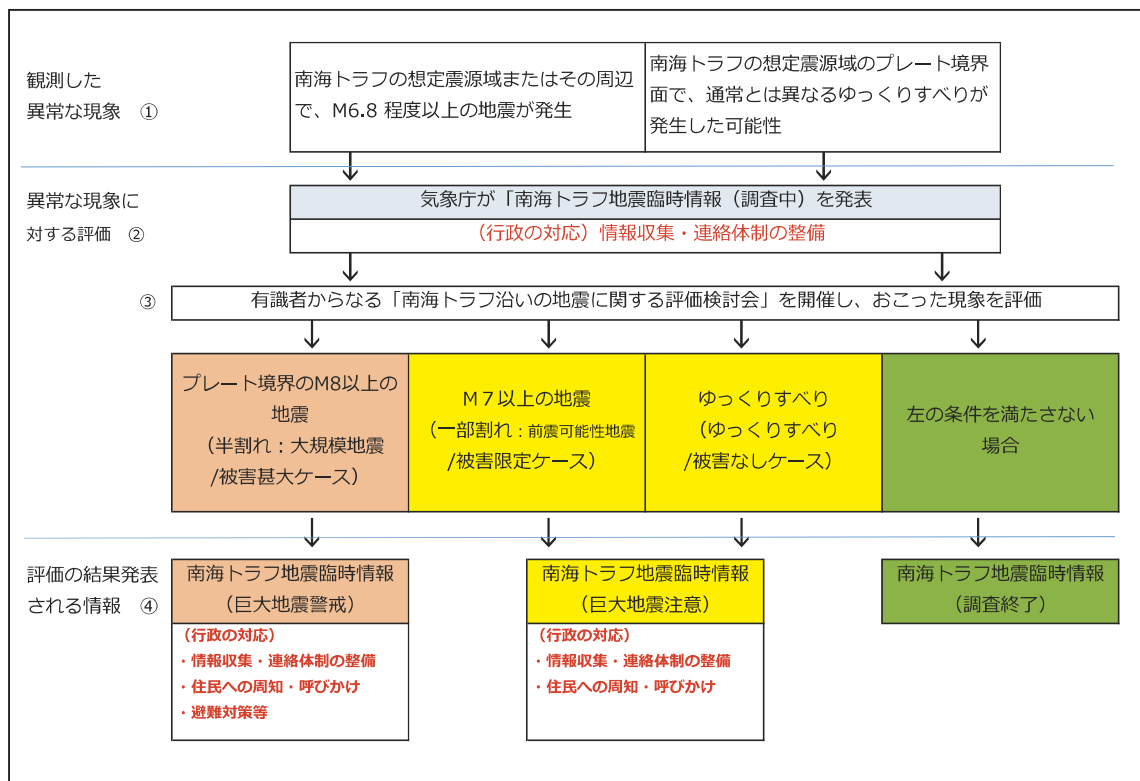 観測した
異常な現象　①
南海トラフの想定震源域またはその周辺
で、M6.8 程度以上の地震が発生
南海トラフの想定震源域のプレート境界
面で、通常とは異なるゆっくりすべりが
発生した可能性
異常な現象に
対する評価　②
気象庁が「南海トラフ地震臨時情報（調査中）を発表
（行政の対応）情報収集・連絡体制の整備
③
有識者からなる「南海トラフ沿いの地震に関する評価検討会」を開催し、おこった現象を評価
プレート境界のM8以上の
地震
（半割れ：大規模地震
/被害甚大ケース）
M７以上の地震
（一部割れ：前震可能性地震
/被害限定ケース）
ゆっくりすべり
（ゆっくりすべり
/被害なしケース）
左の条件を満たさない
場合
評価の結果発表
される情報　④
南海トラフ地震臨時情報
（巨大地震警戒）
（行政の対応）
・情報収集・連絡体制の整備
・住民への周知・呼びかけ
・避難対策等
南海トラフ地震臨時情報
（巨大地震注意）
（行政の対応）
・情報収集・連絡体制の整備
・住民への周知・呼びかけ
南海トラフ地震臨時情報
（調査終了）